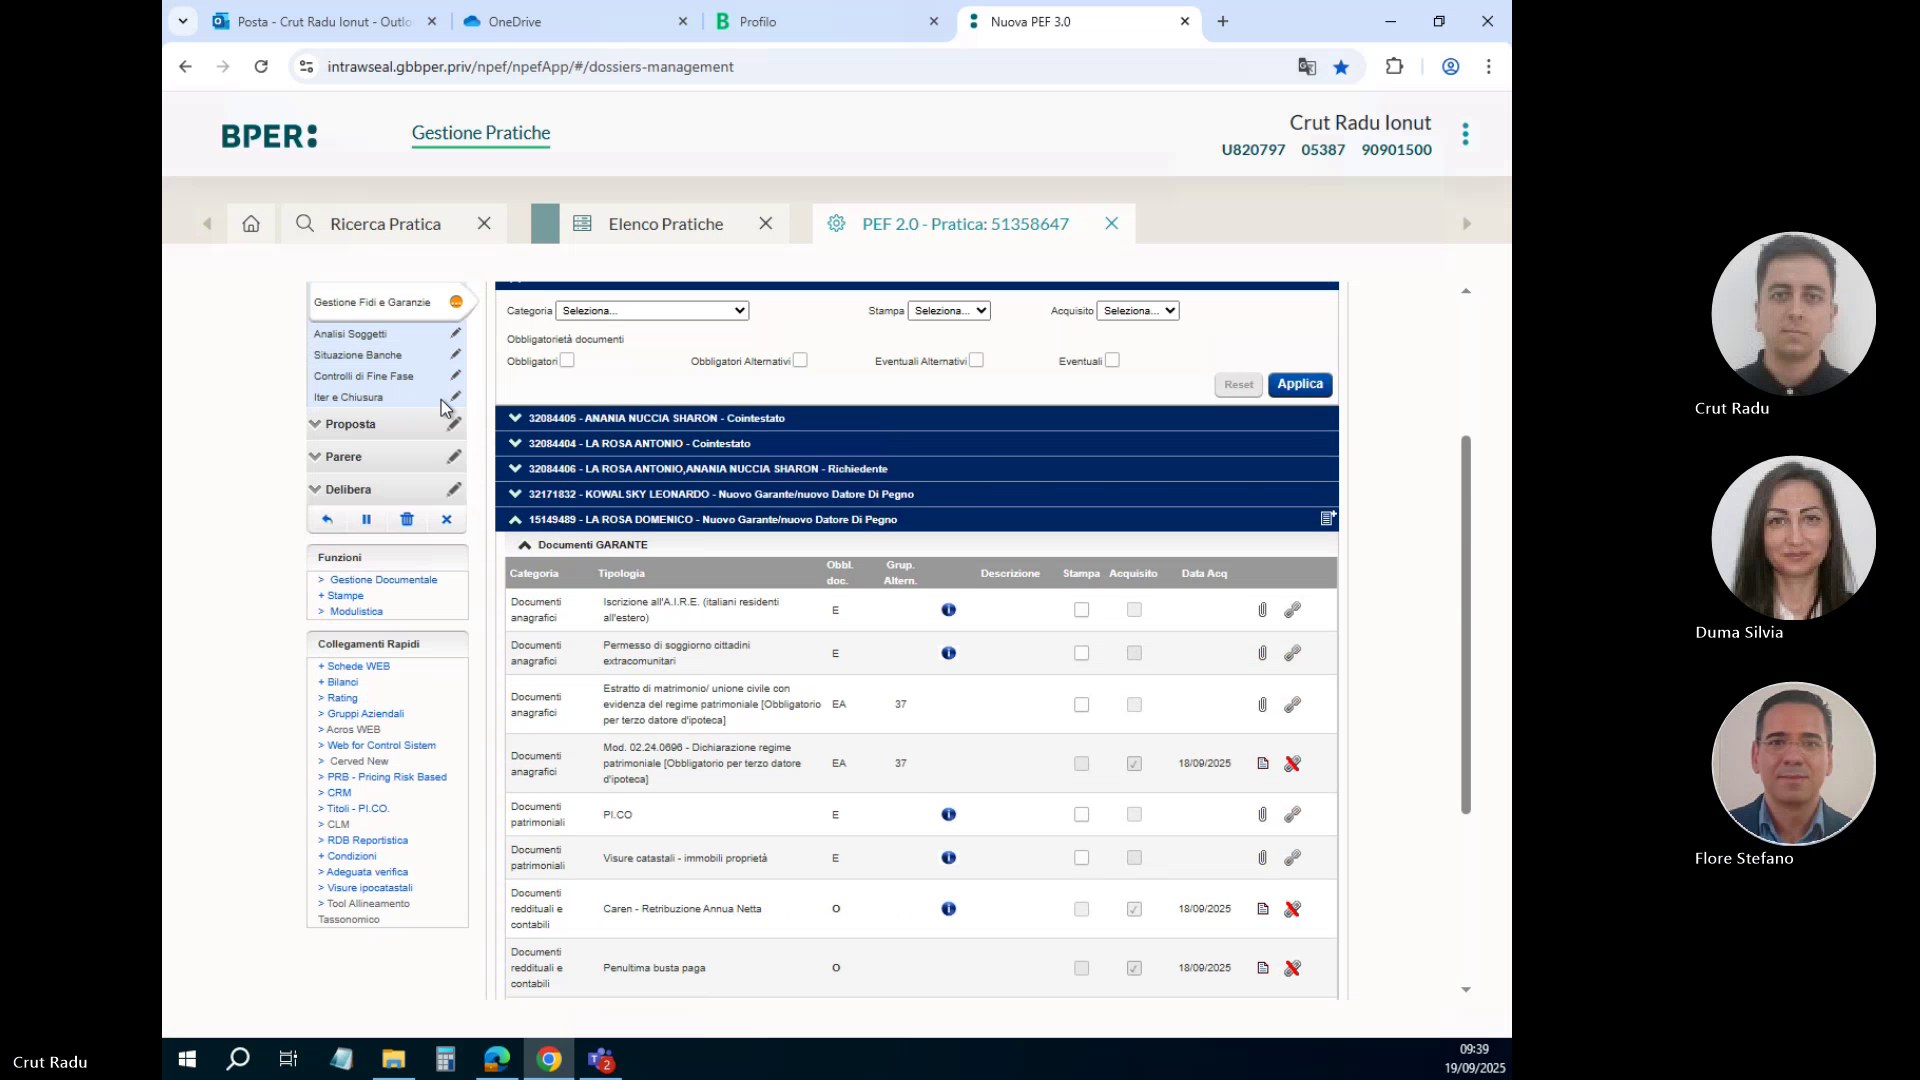 Posta - Crut Radu Ionut - Outlo
OneDrive
Profilo
Nuova PEF 3.0
intrawseal.gbbper.priv/npef/npefApp/#/dossiers-management
BPER:
Gestione Pratiche
Crut Radu Ionut
U820797 05387 90901500
Ricerca Pratica
Elenco Pratiche
PEF 2.0 - Pratica: 51358647
Gestione Fidi e Garanzie
Analisi Soggetti
Situazione Banche
Controlli di Fine Fase
Iter e Chiusura
Proposta
Parere
Delibera
Funzioni
> Gestione Documentale
+ Stampe
> Modulistica
Collegamenti Rapidi
+ Schede WEB
+ Bilanci
> Rating
> Gruppi Aziendali
> Acros WEB
> Web for Control Sistem
> Cerved New
> PRB - Pricing Risk Based
> CRM
> Titoli - PI.CO.
> CLM
> RDB Reportistica
+ Condizioni
> Adeguata verifica
> Visure ipocatastali
> Tool Allineamento
Tassonomico
Categoria Seleziona... Stampa Seleziona... Acquisito Seleziona...
Obbligatorietà documenti
Obbligatori Obbligatori Alternativi Eventuali Alternativi Eventuali
Reset Applica
32084405 - ANANIA NUCCIA SHARON - Cointestato
32084404 - LA ROSA ANTONIO - Cointestato
32084406 - LA ROSA ANTONIO,ANANIA NUCCIA SHARON - Richiedente
32171832 - KOWALSKY LEONARDO - Nuovo Garante/nuovo Datore Di Pegno
15149489 - LA ROSA DOMENICO - Nuovo Garante/nuovo Datore Di Pegno
Documenti GARANTE
Categoria Tipologia Obbl. doc. Grup. Altern. Descrizione Stampa Acquisito Data Acq
Documenti anagrafici Iscrizione all'A.I.R.E. (italiani residenti all'estero) E
Documenti anagrafici Permesso di soggiorno cittadini extracomunitari E
Documenti anagrafici Estratto di matrimonio/ unione civile con evidenza del regime patrimoniale [Obbligatorio per terzo datore d'ipoteca] EA 37
Documenti anagrafici Mod. 02.24.0696 - Dichiarazione regime patrimoniale [Obbligatorio per terzo datore d'ipoteca] EA 37 18/09/2025
Documenti patrimoniali PI.CO E
Documenti patrimoniali Visure catastali - immobili proprietà E
Documenti reddituali e contabili Caren - Retribuzione Annua Netta O 18/09/2025
Documenti reddituali e contabili Penultima busta paga O 18/09/2025
2
09:39
19/09/2025
Crut Radu
Duma Silvia
Flore Stefano
Crut Radu